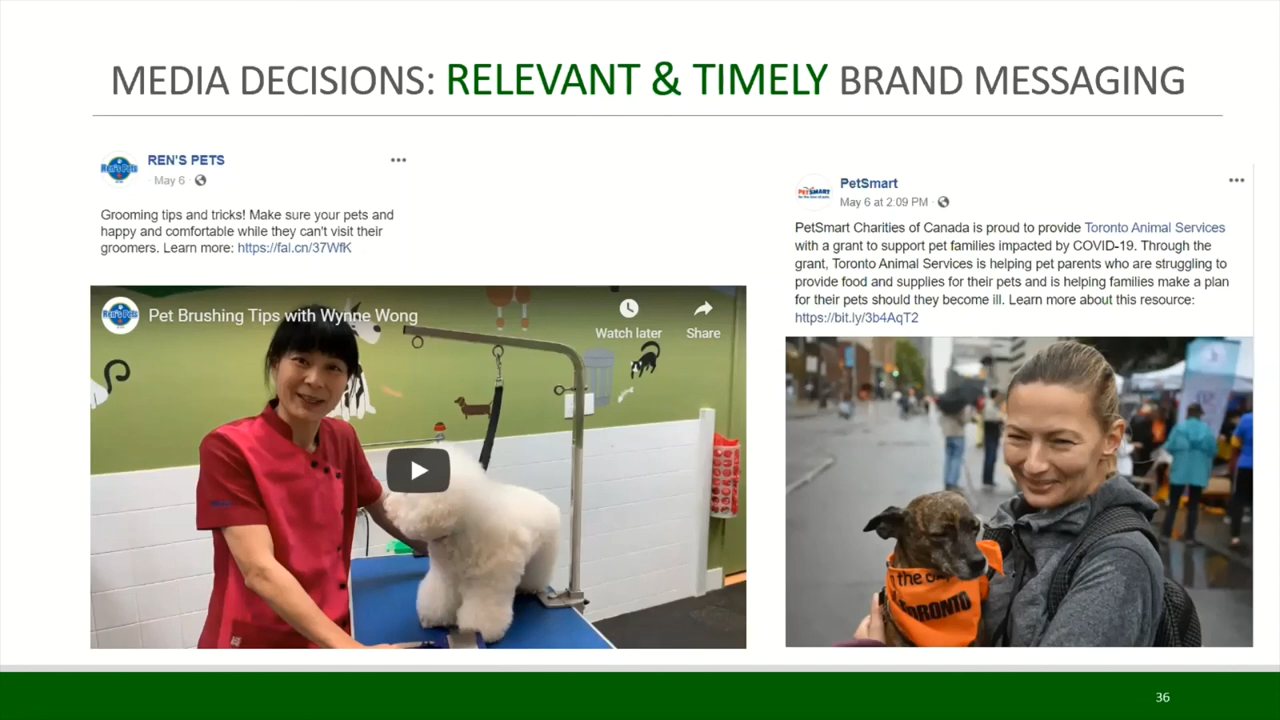 MEDIA DECISIONS: RELEVANT & TIMELY BRAND MESSAGING
REN'S PETS
May 6
Grooming tips and tricks! Make sure your pets and
happy and comfortable while they can't visit their
groomers. Learn more: https://fal.cn/37WfK
Ren's Pets
Pet Brushing Tips with Wynne Wong
Watch later
Share
PETSMART
PetSmart
May 6 at 2:09 PM
PetSmart Charities of Canada is proud to provide Toronto Animal Services
with a grant to support pet families impacted by COVID-19. Through the
grant, Toronto Animal Services is helping pet parents who are struggling to
provide food and supplies for their pets and is helping families make a plan
for their pets should they become ill. Learn more about this resource:
https://bit.ly/3b4AqT2
the
TORONTO
36